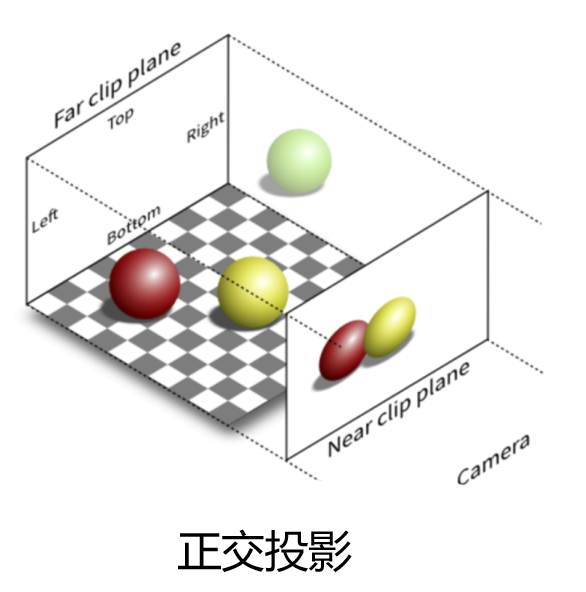 Far clip plane
Top
Right
Left
Bottom
Near clip plane
Camera
正交投影